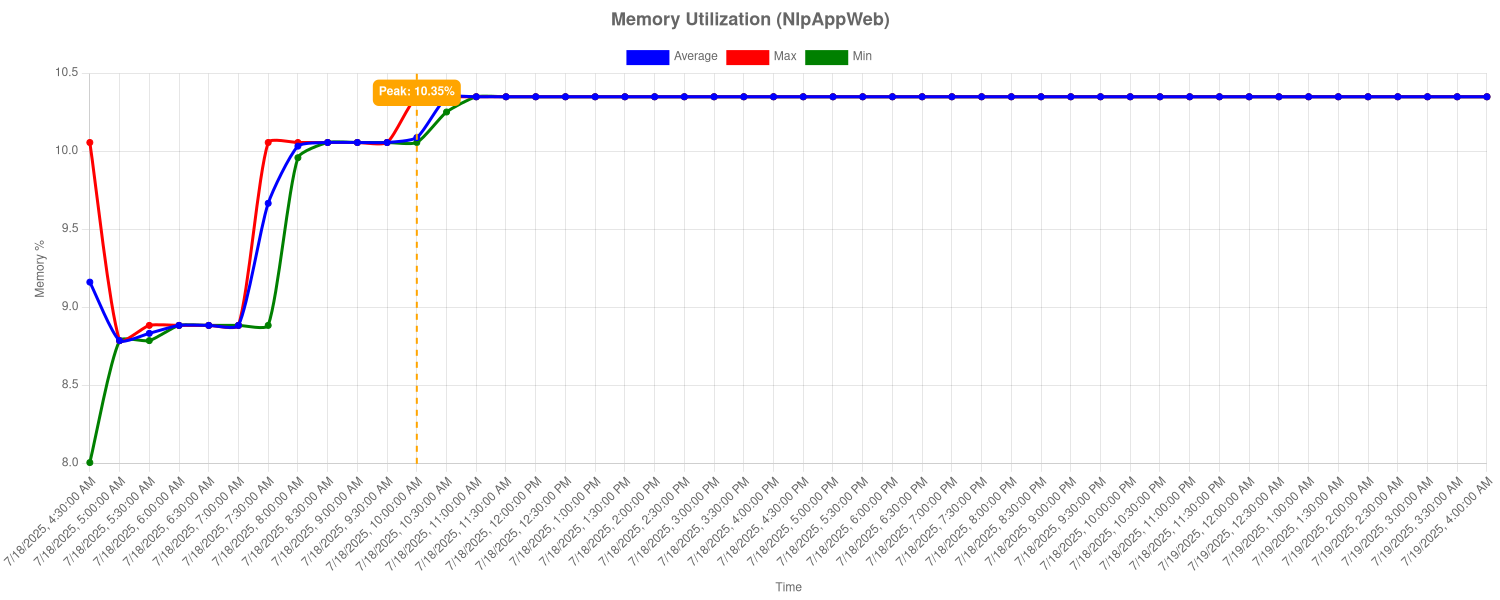 Memory Utilization (NlpAppWeb)
Average Max Min
Peak: 10.35%
10.5
10.0
9.5
9.0
8.5
8.0
Memory %
7/18/2025, 4:30:00 AM
7/18/2025, 5:00:00 AM
7/18/2025, 5:30:00 AM
7/18/2025, 6:00:00 AM
7/18/2025, 6:30:00 AM
7/18/2025, 7:00:00 AM
7/18/2025, 7:30:00 AM
7/18/2025, 8:00:00 AM
7/18/2025, 8:30:00 AM
7/18/2025, 9:00:00 AM
7/18/2025, 9:30:00 AM
7/18/2025, 10:00:00 AM
7/18/2025, 10:30:00 AM
7/18/2025, 11:00:00 AM
7/18/2025, 11:30:00 AM
7/18/2025, 12:00:00 PM
7/18/2025, 12:30:00 PM
7/18/2025, 1:00:00 PM
7/18/2025, 1:30:00 PM
7/18/2025, 2:00:00 PM
7/18/2025, 2:30:00 PM
7/18/2025, 3:00:00 PM
7/18/2025, 3:30:00 PM
7/18/2025, 4:00:00 PM
7/18/2025, 4:30:00 PM
7/18/2025, 5:00:00 PM
7/18/2025, 5:30:00 PM
7/18/2025, 6:00:00 PM
7/18/2025, 6:30:00 PM
7/18/2025, 7:00:00 PM
7/18/2025, 7:30:00 PM
7/18/2025, 8:00:00 PM
7/18/2025, 8:30:00 PM
7/18/2025, 9:00:00 PM
7/18/2025, 9:30:00 PM
7/18/2025, 10:00:00 PM
7/18/2025, 10:30:00 PM
7/18/2025, 11:00:00 PM
7/18/2025, 11:30:00 PM
7/19/2025, 12:00:00 AM
7/19/2025, 12:30:00 AM
7/19/2025, 1:00:00 AM
7/19/2025, 1:30:00 AM
7/19/2025, 2:00:00 AM
7/19/2025, 2:30:00 AM
7/19/2025, 3:00:00 AM
7/19/2025, 3:30:00 AM
7/19/2025, 4:00:00 AM
Time